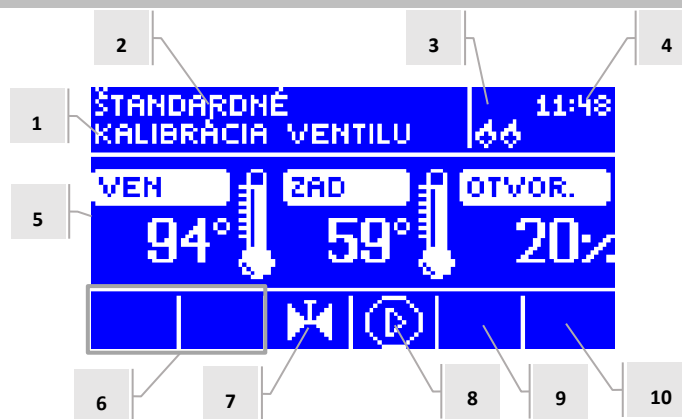 2
3
4
1
ŠTANDARDNÉ
11:48
KALIBRÁCIA VENTILU
5
VEN
ZAD
OTVOR.
94°
59°
20%
6
7
8
9
10